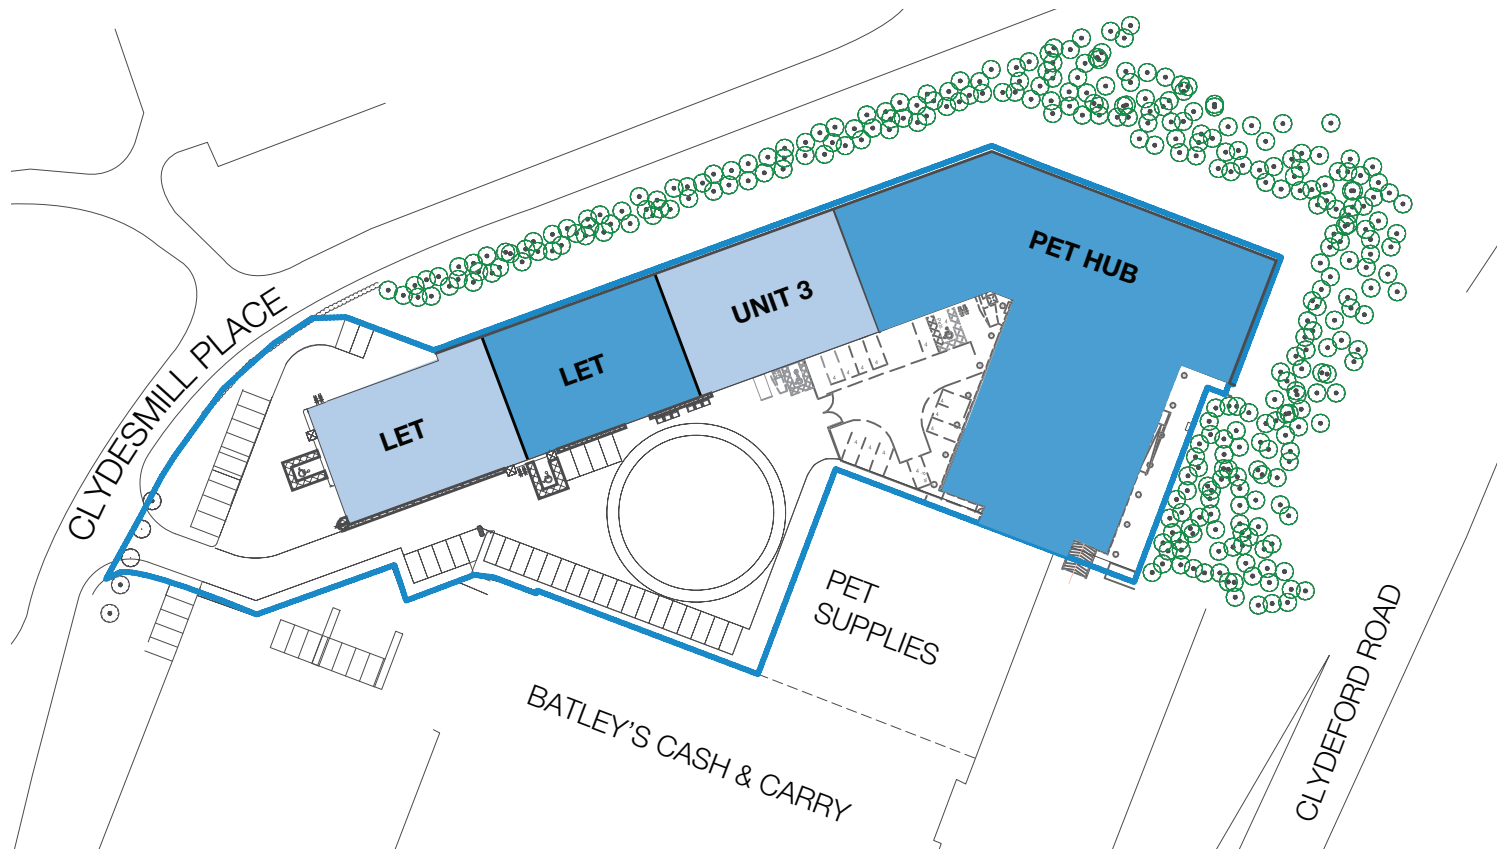 PET HUB
UNIT 3
LET
LET
CLYDESMILL PLACE
PET
SUPPLIES
BATLEY'S CASH & CARRY
CLYDEFORD ROAD